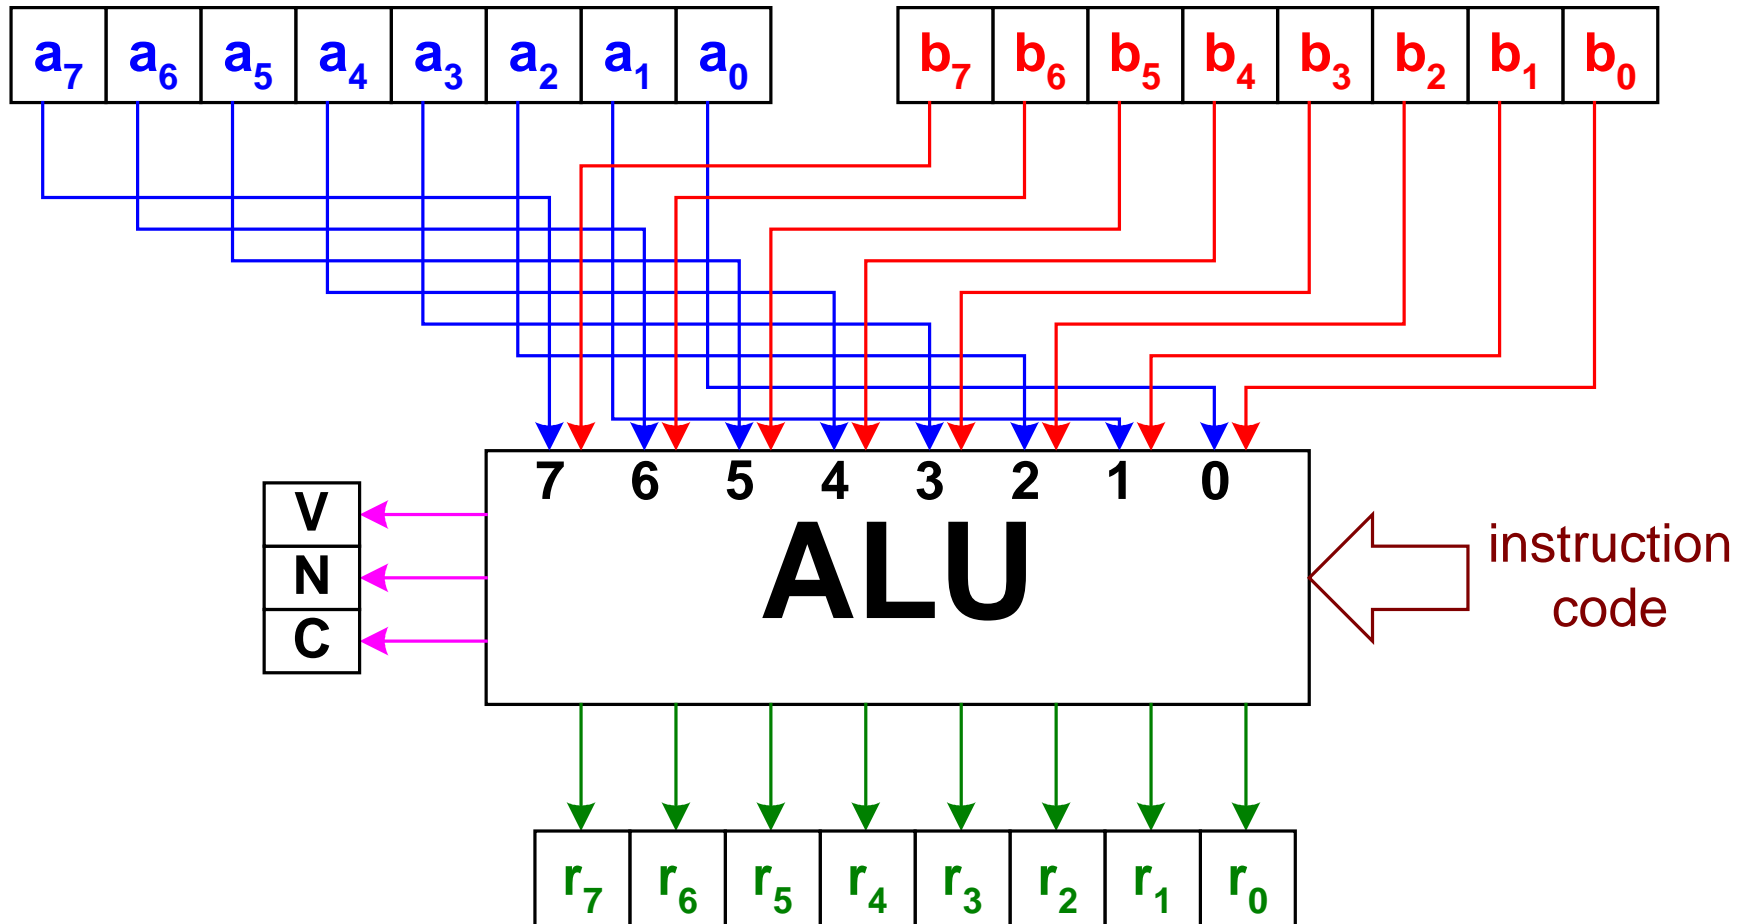 a7 a6 a5 a4 a3 a2 a1 a0 b7 b6 b5 b4 b3 b2 b1 b0
7 6 5 4 3 2 1 0
V
N
C
ALU
instruction
code
r7 r6 r5 r4 r3 r2 r1 r0